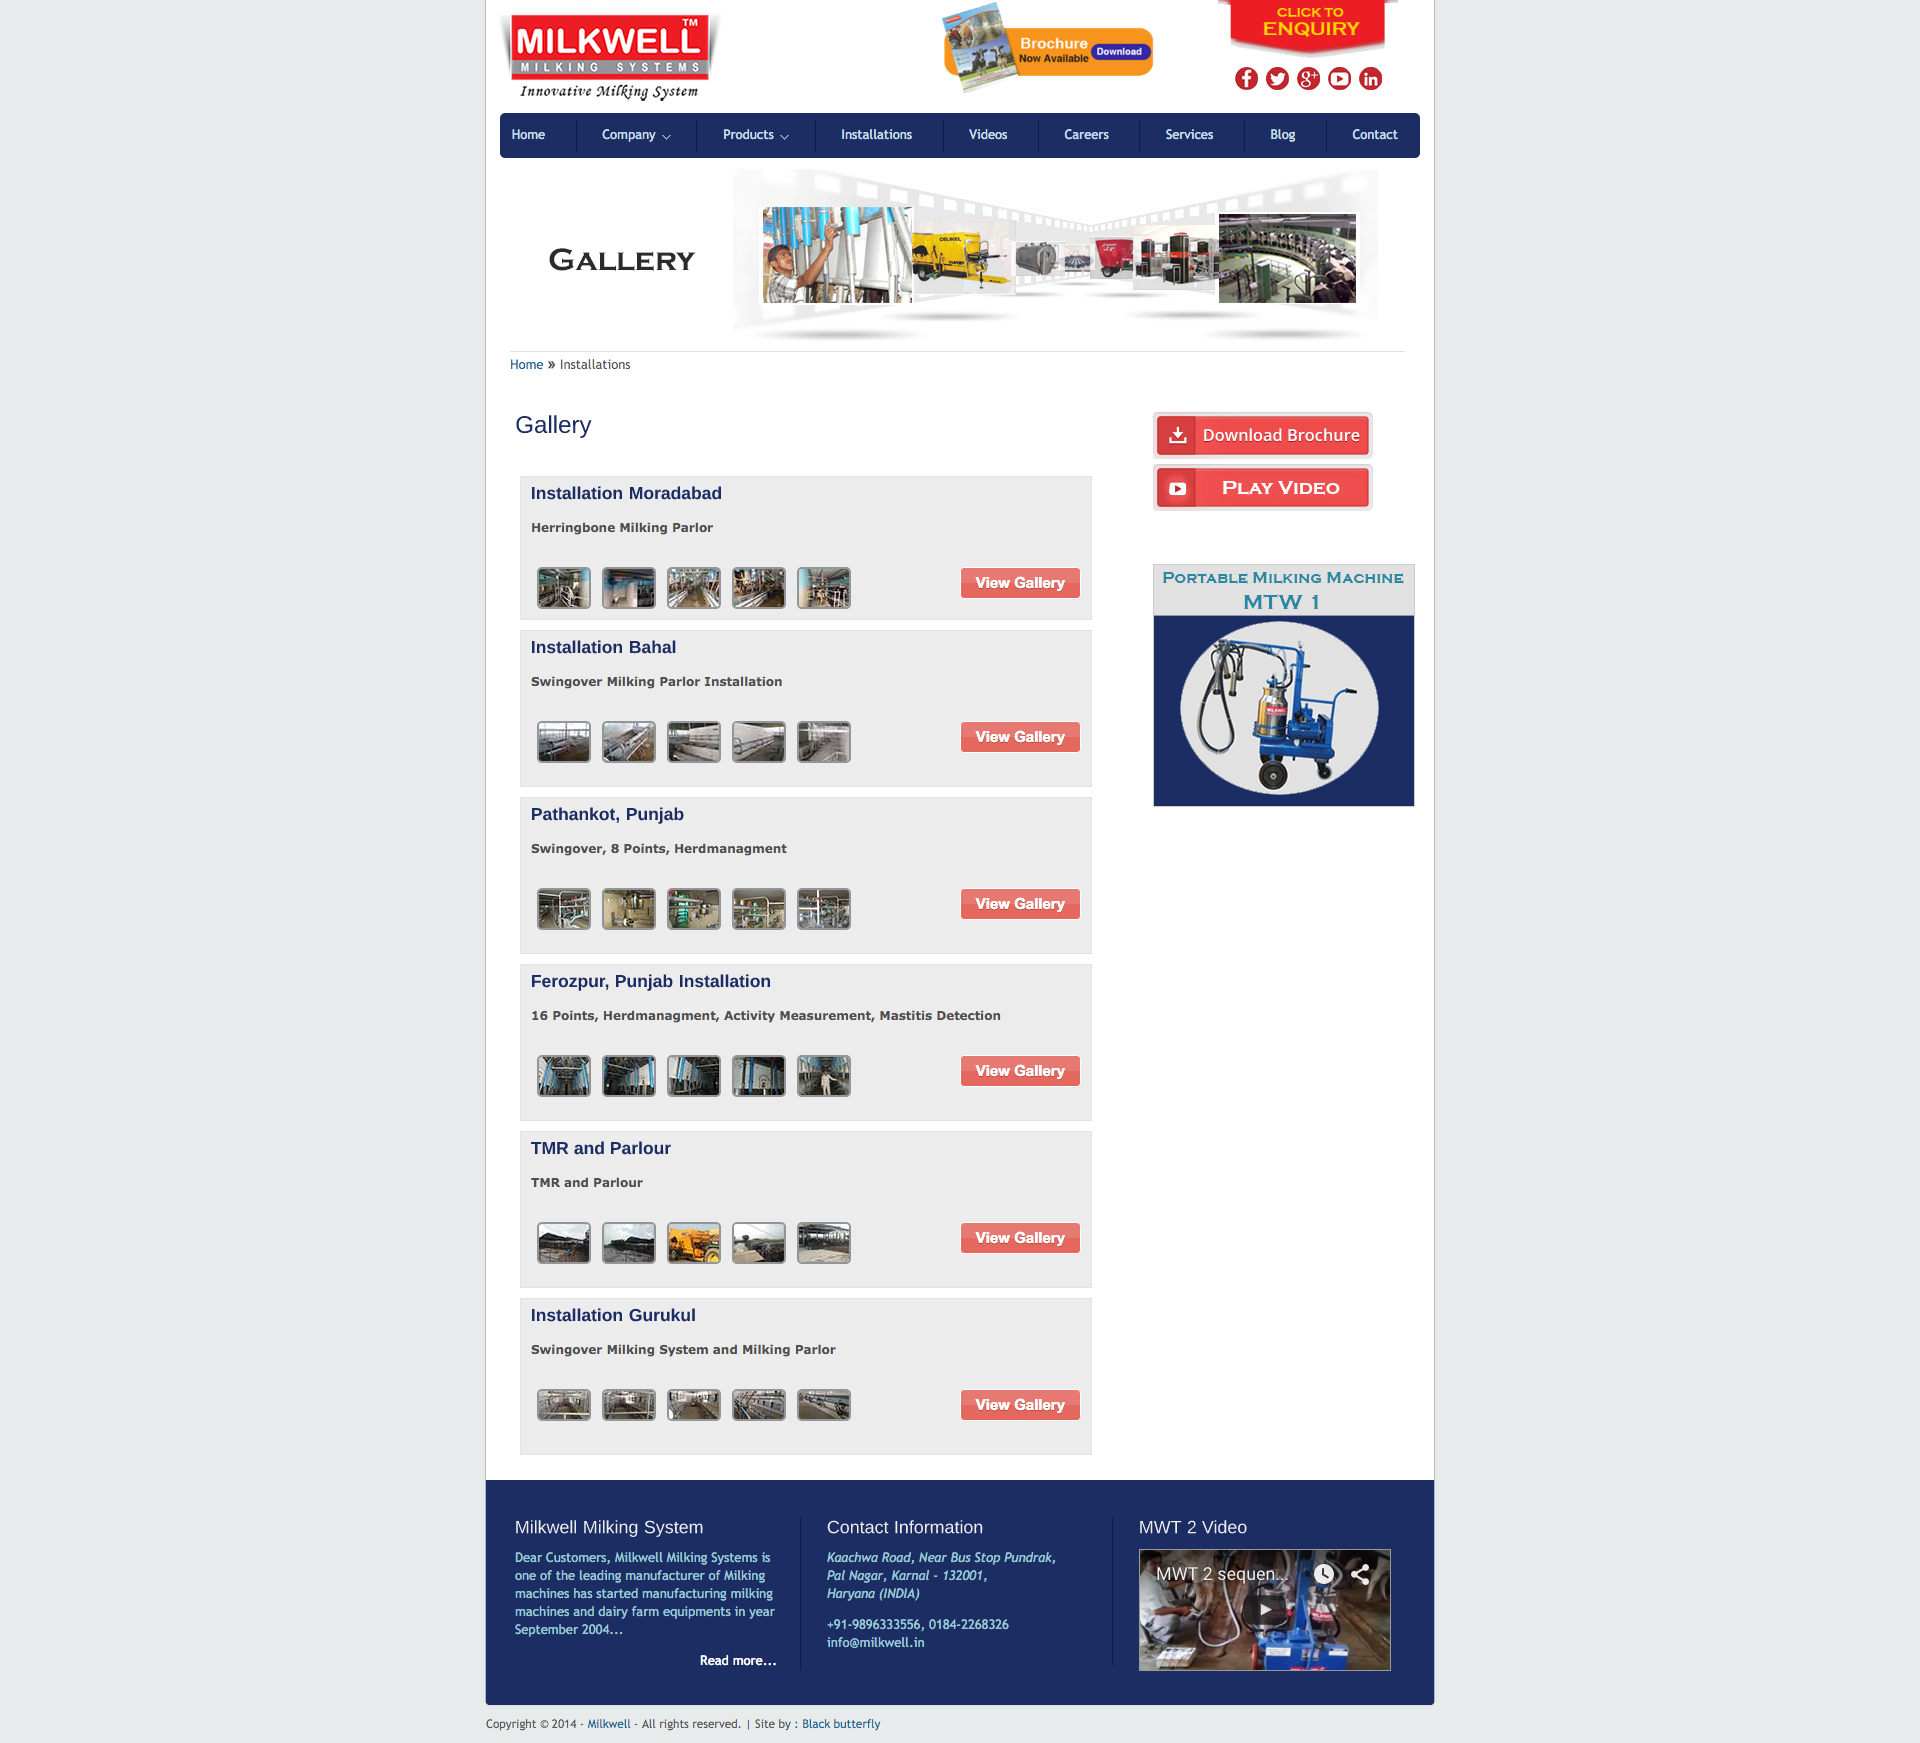 MILKWELL TM
MILKING SYSTEMS
Innovative Milking System
Brochure
Now Available Download
CLICK TO
ENQUIRY
Home Company Products Installations Videos Careers Services Blog Contact
Gallery
Home » Installations
Gallery
Download Brochure
Play Video
Installation Moradabad
Herringbone Milking Parlor
View Gallery
Portable Milking Machine
MTW 1
Installation Bahal
Swingover Milking Parlor Installation
View Gallery
Pathankot, Punjab
Swingover, 8 Points, Herdmanagment
View Gallery
Ferozpur, Punjab Installation
16 Points, Herdmanagment, Activity Measurement, Mastitis Detection
View Gallery
TMR and Parlour
TMR and Parlour
View Gallery
Installation Gurukul
Swingover Milking System and Milking Parlor
View Gallery
Milkwell Milking System
Dear Customers, Milkwell Milking Systems is
one of the leading manufacturer of Milking
machines has started manufacturing milking
machines and dairy farm equipments in year
September 2004...
Read more...
Contact Information
Kaachwa Road, Near Bus Stop Pundrak,
Pal Nagar, Karnal - 132001,
Haryana (INDIA)
+91-9896333556, 0184-2268326
info@milkwell.in
MWT 2 Video
MWT 2 sequen...
Copyright © 2014 - Milkwell - All rights reserved. | Site by : Black butterfly